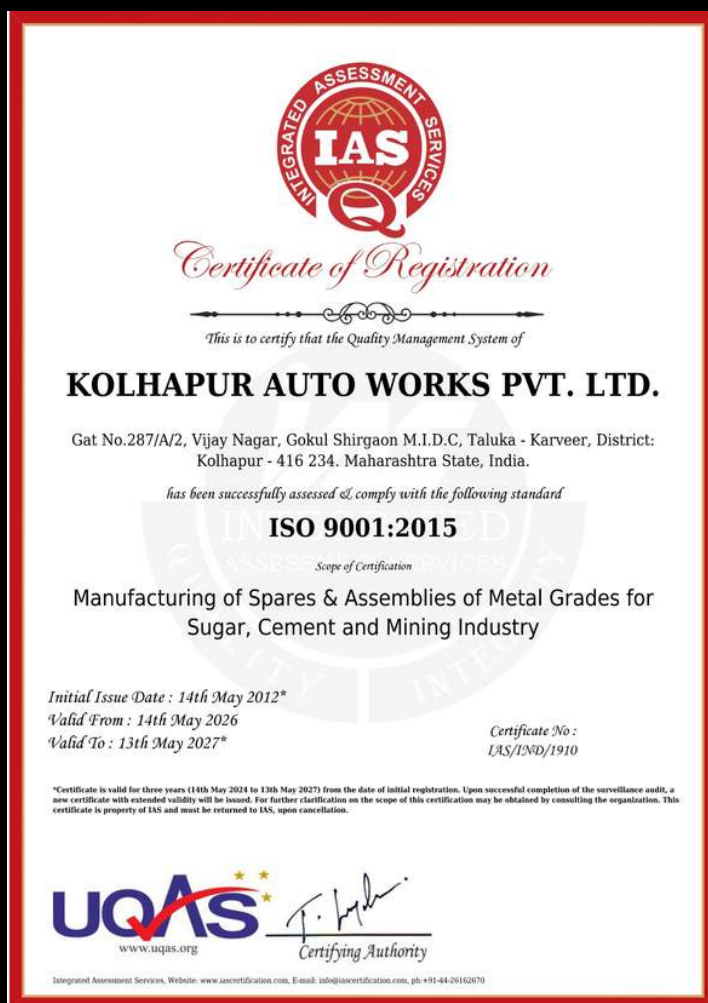 INTEGRATED ASSESSMENT SERVICES
IAS
Q
Certificate of Registration
This is to certify that the Quality Management System of
KOLHAPUR AUTO WORKS PVT. LTD.
Gat No.287/A/2, Vijay Nagar, Gokul Shirgaon M.I.D.C, Taluka - Karveer, District:
Kolhapur - 416 234. Maharashtra State, India.
has been successfully assessed & comply with the following standard
INTEGRATED
ISO 9001:2015
ASSESSMENT SERVICES
Scope of Certification
Manufacturing of Spares & Assemblies of Metal Grades for
Sugar, Cement and Mining Industry
QUALITY
INTEGRITY
Initial Issue Date : 14th May 2012*
Valid From : 14th May 2026
Valid To : 13th May 2027*
Certificate No :
IAS/IND/1910
*Certificate is valid for three years (14th May 2024 to 13th May 2027) from the date of initial registration. Upon successful completion of the surveillance audit, a
new certificate with extended validity will be issued. For further clarification on the scope of this certification may be obtained by consulting the organization. This
certificate is property of IAS and must be returned to IAS, upon cancellation.
UQAS
www.uqas.org
Certifying Authority
Integrated Assessment Services, Website: www.iascertification.com, E-mail: info@iascertification.com, ph:+91-44-26162670